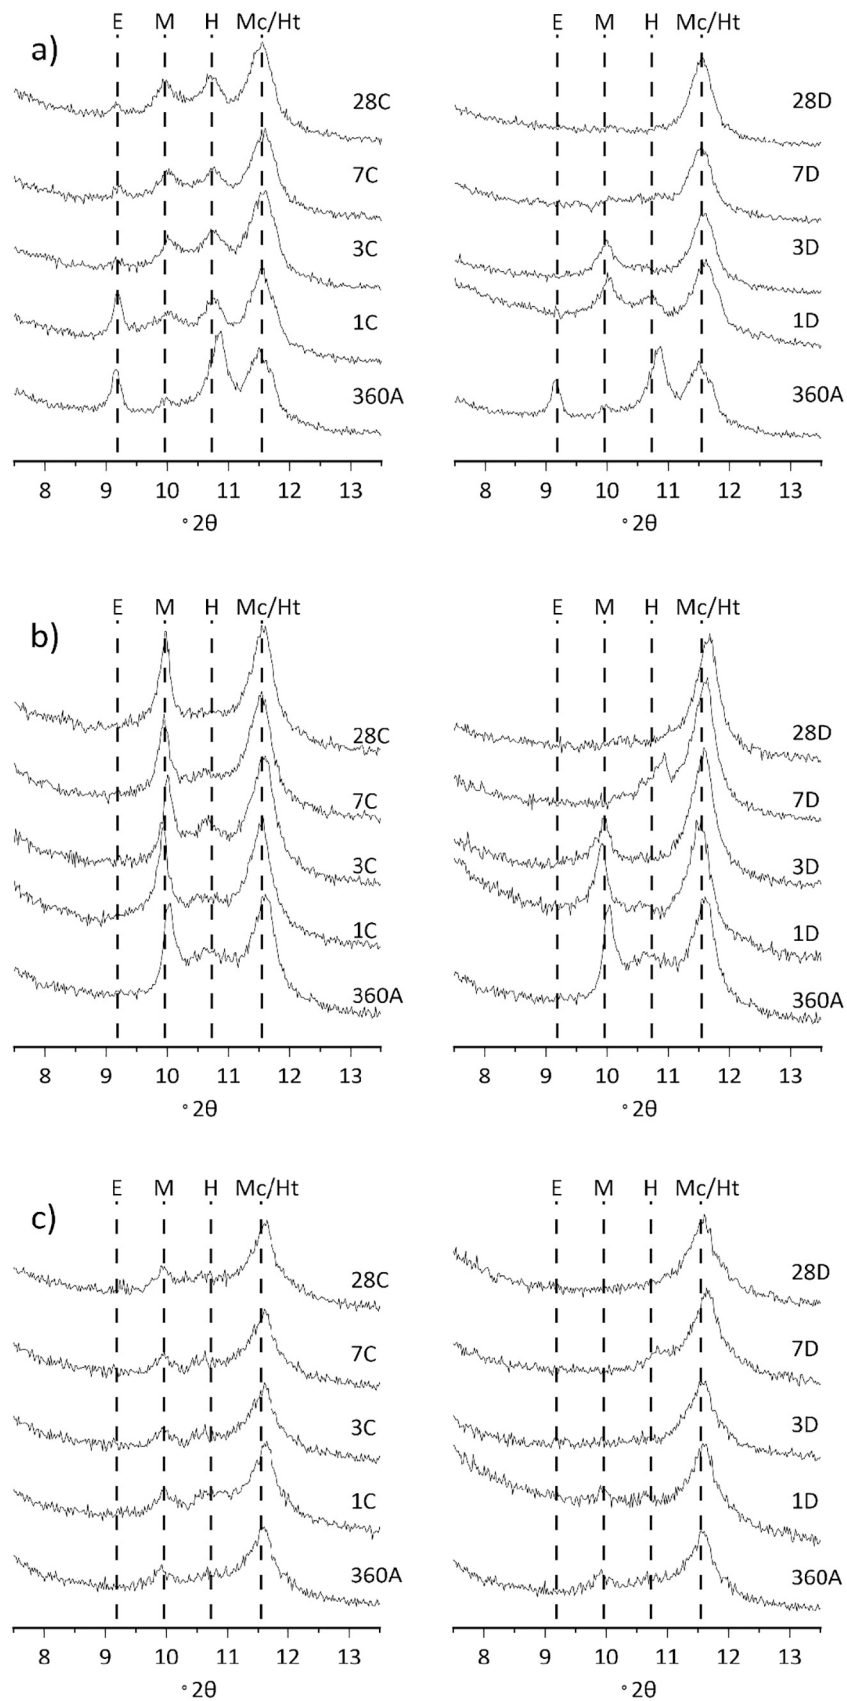 E M H Mc/Ht
a)
28C
7C
3C
1C
360A
8 9 10 11 12 13
°2θ
E M H Mc/Ht
28D
7D
3D
1D
360A
8 9 10 11 12 13
°2θ
E M H Mc/Ht
b)
28C
7C
3C
1C
360A
8 9 10 11 12 13
°2θ
E M H Mc/Ht
28D
7D
3D
1D
360A
8 9 10 11 12 13
°2θ
E M H Mc/Ht
c)
28C
7C
3C
1C
360A
8 9 10 11 12 13
°2θ
E M H Mc/Ht
28D
7D
3D
1D
360A
8 9 10 11 12 13
°2θ